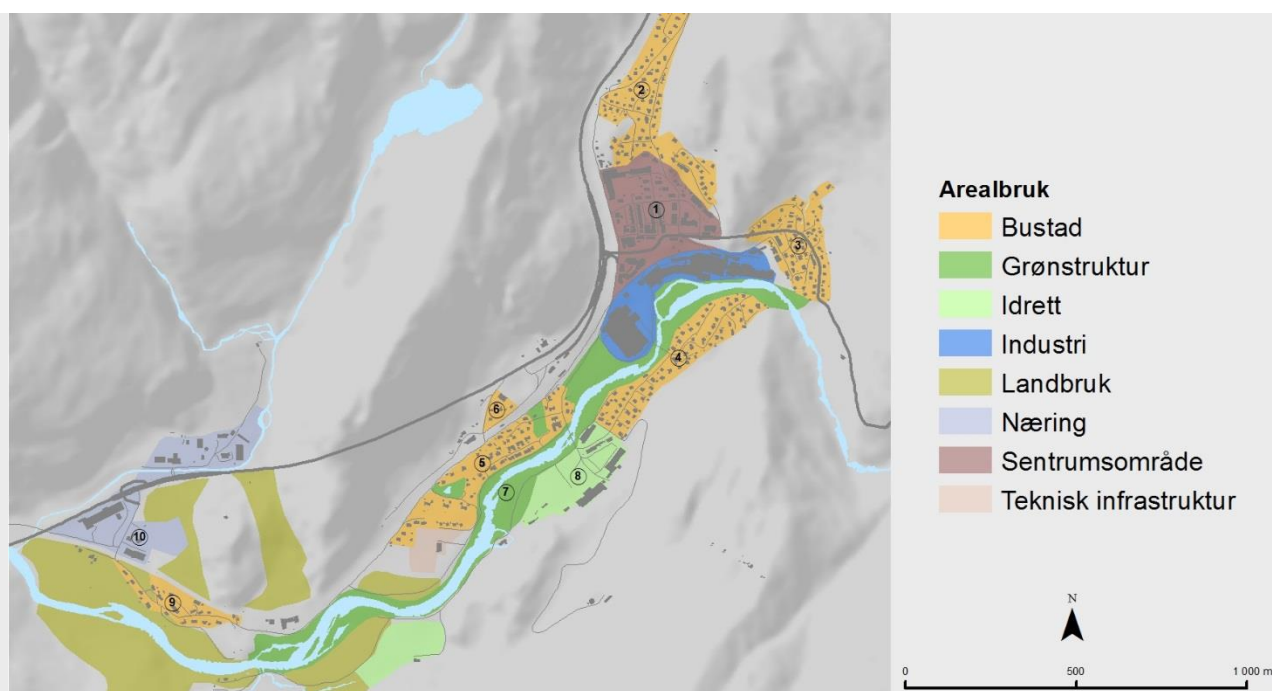 2
1
3
4
6
5
8
7
10
9
Arealbruk
Bustad
Grønstruktur
Idrett
Industri
Landbruk
Næring
Sentrumsområde
Teknisk infrastruktur
N
0 500 1 000 m